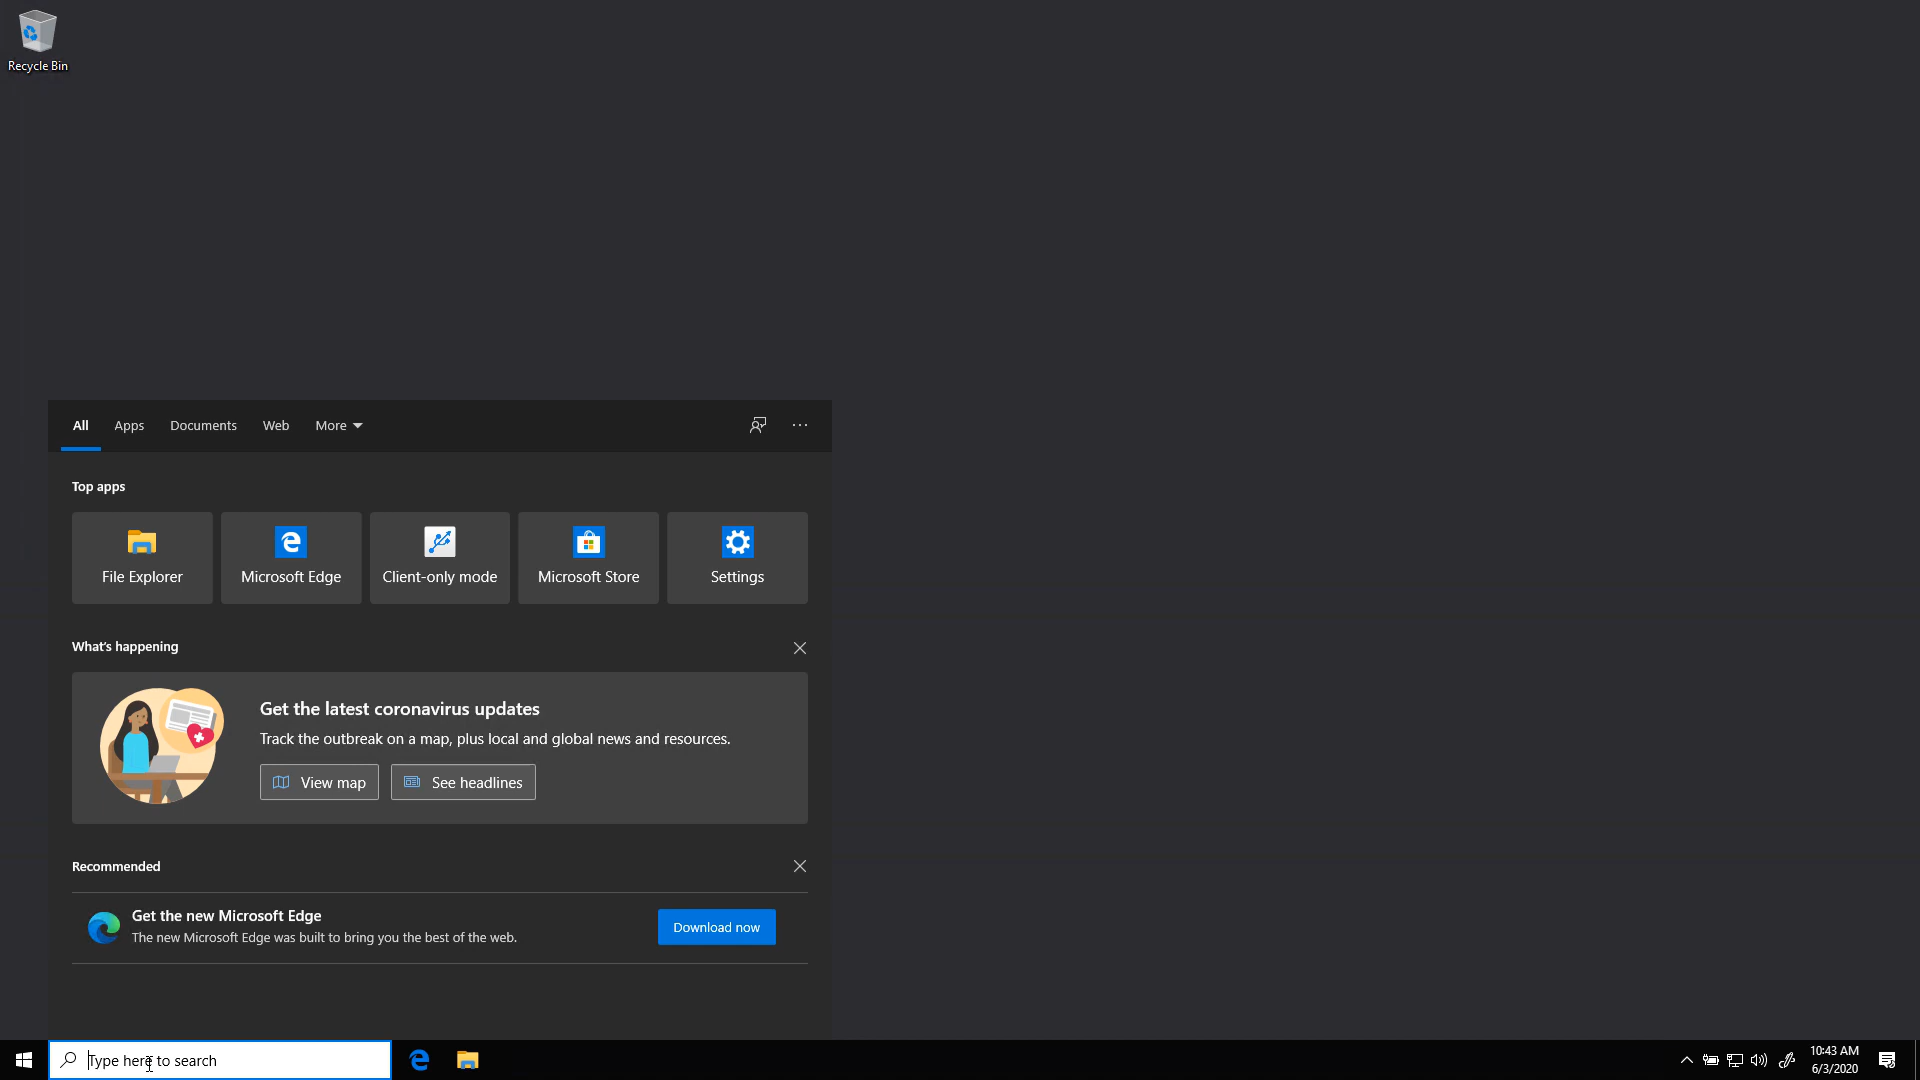 Recycle Bin
All Apps Documents Web More
Top apps
File Explorer Microsoft Edge Client-only mode Microsoft Store Settings
What's happening
Get the latest coronavirus updates
Track the outbreak on a map, plus local and global news and resources.
View map See headlines
Recommended
Get the new Microsoft Edge
The new Microsoft Edge was built to bring you the best of the web.
Download now
Type here to search
10:43 AM
6/3/2020